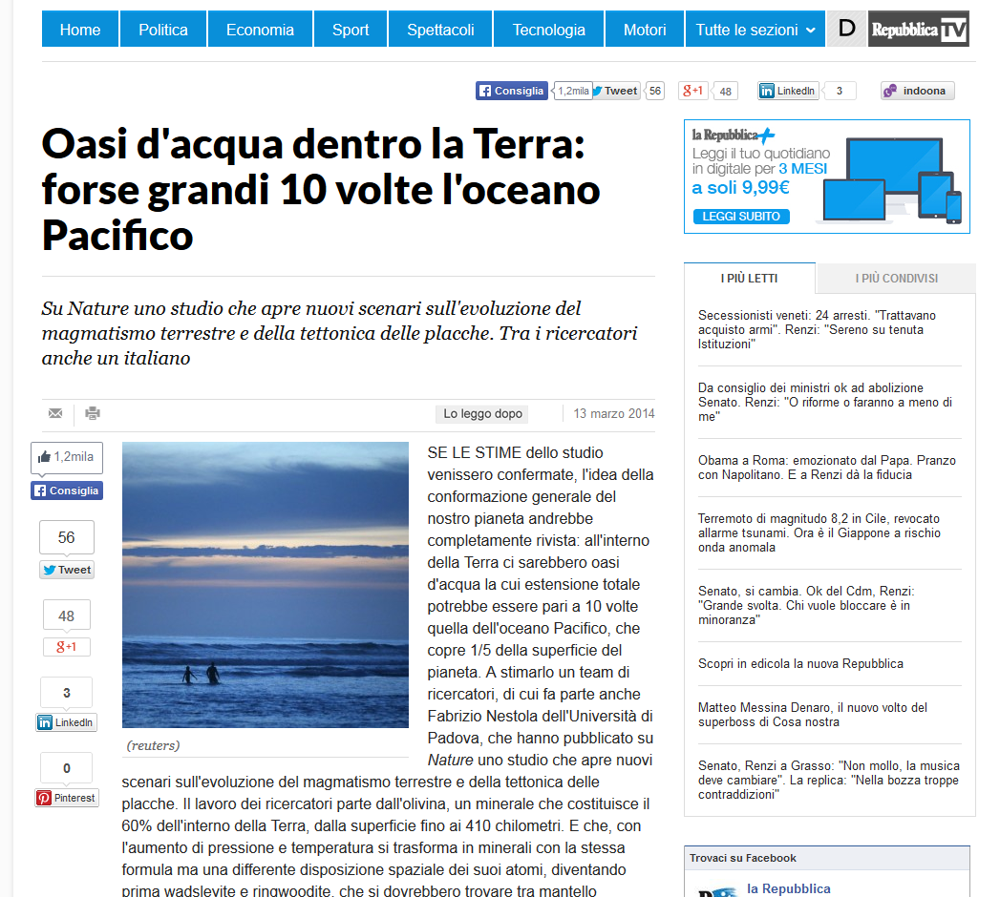 Home
Politica
Economia
Sport
Spettacoli
Tecnologia
Motori
Tutte le sezioni
D
Repubblica TV
Consiglia
1,2mila
Tweet
56
g+1
48
in LinkedIn
3
indoona
Oasi d'acqua dentro la Terra:
forse grandi 10 volte l'oceano
Pacifico
Su Nature uno studio che apre nuovi scenari sull'evoluzione del
magmatismo terrestre e della tettonica delle placche. Tra i ricercatori
anche un italiano
Lo leggo dopo
13 marzo 2014
1,2mila
Consiglia
56
Tweet
48
g+1
3
in LinkedIn
0
Pinterest
(reuters)
SE LE STIME dello studio
venissero confermate, l'idea della
conformazione generale del
nostro pianeta andrebbe
completamente rivista: all'interno
della Terra ci sarebbero oasi
d'acqua la cui estensione totale
potrebbe essere pari a 10 volte
quella dell'oceano Pacifico, che
copre 1/5 della superficie del
pianeta. A stimarlo un team di
ricercatori, di cui fa parte anche
Fabrizio Nestola dell'Università di
Padova, che hanno pubblicato su
Nature uno studio che apre nuovi
scenari sull'evoluzione del magmatismo terrestre e della tettonica delle
placche. Il lavoro dei ricercatori parte dall'olivina, un minerale che costituisce il
60% dell'interno della Terra, dalla superficie fino ai 410 chilometri. E che, con
l'aumento di pressione e temperatura si trasforma in minerali con la stessa
formula ma una differente disposizione spaziale dei suoi atomi, diventando
prima wadsleyite e ringwoodite, che si dovrebbero trovare tra mantello
la Repubblica+
Leggi il tuo quotidiano
in digitale per 3 MESI
a soli 9,99€
LEGGI SUBITO
I PIÙ LETTI
I PIÙ CONDIVISI
Secessionisti veneti: 24 arresti. "Trattavano
acquisto armi". Renzi: "Sereno su tenuta
Istituzioni"
Da consiglio dei ministri ok ad abolizione
Senato. Renzi: "O riforme o faranno a meno di
me"
Obama a Roma: emozionato dal Papa. Pranzo
con Napolitano. E a Renzi dà la fiducia
Terremoto di magnitudo 8,2 in Cile, revocato
allarme tsunami. Ora è il Giappone a rischio
onda anomala
Senato, si cambia. Ok del Cdm, Renzi:
"Grande svolta. Chi vuole bloccare è in
minoranza"
Scopri in edicola la nuova Repubblica
Matteo Messina Denaro, il nuovo volto del
superboss di Cosa nostra
Senato, Renzi a Grasso: "Non mollo, la musica
deve cambiare". La replica: "Nella bozza troppe
contraddizioni"
Trovaci su Facebook
la Repubblica